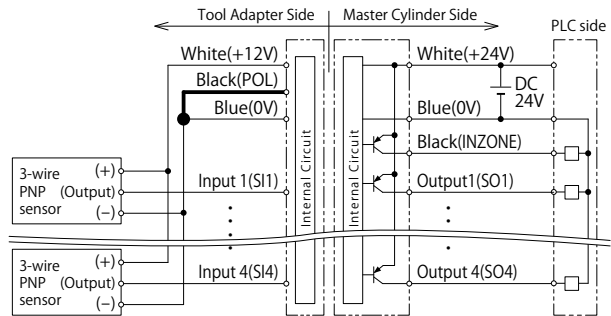 Tool Adapter Side
Master Cylinder Side
PLC side
White(+12V)
Black(POL)
Blue(0V)
White(+24V)
DC
24V
Blue(0V)
Black(INZONE)
3-wire
PNP
sensor
(+)
(Output)
(−)
Input 1(SI1)
Internal Circuit
Internal Circuit
Output1(SO1)
3-wire
PNP
sensor
(+)
(Output)
(−)
Input 4(SI4)
Output 4(SO4)